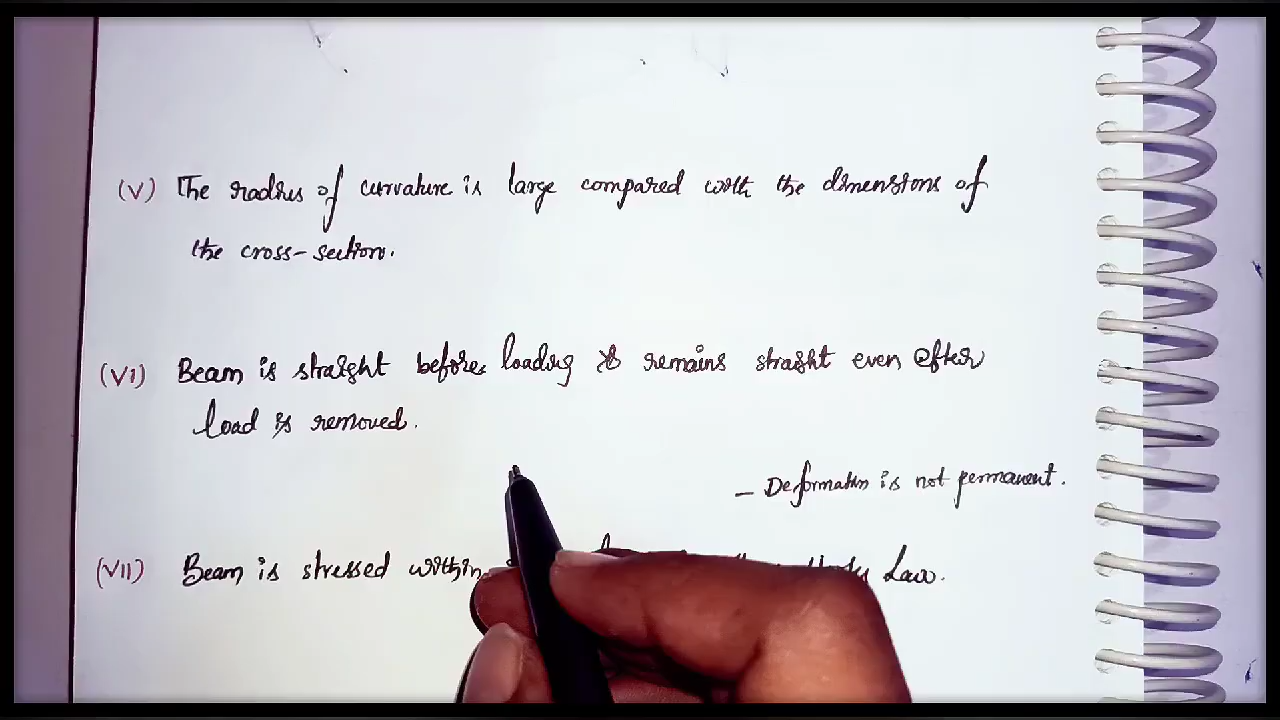 (V) The radius of curvature is large compared with the dimensions of
the cross-section.
(VI) Beam is straight before loading & remains straight even after
load is removed.
– Deformation is not permanent.
(VII) Beam is stressed within Law.